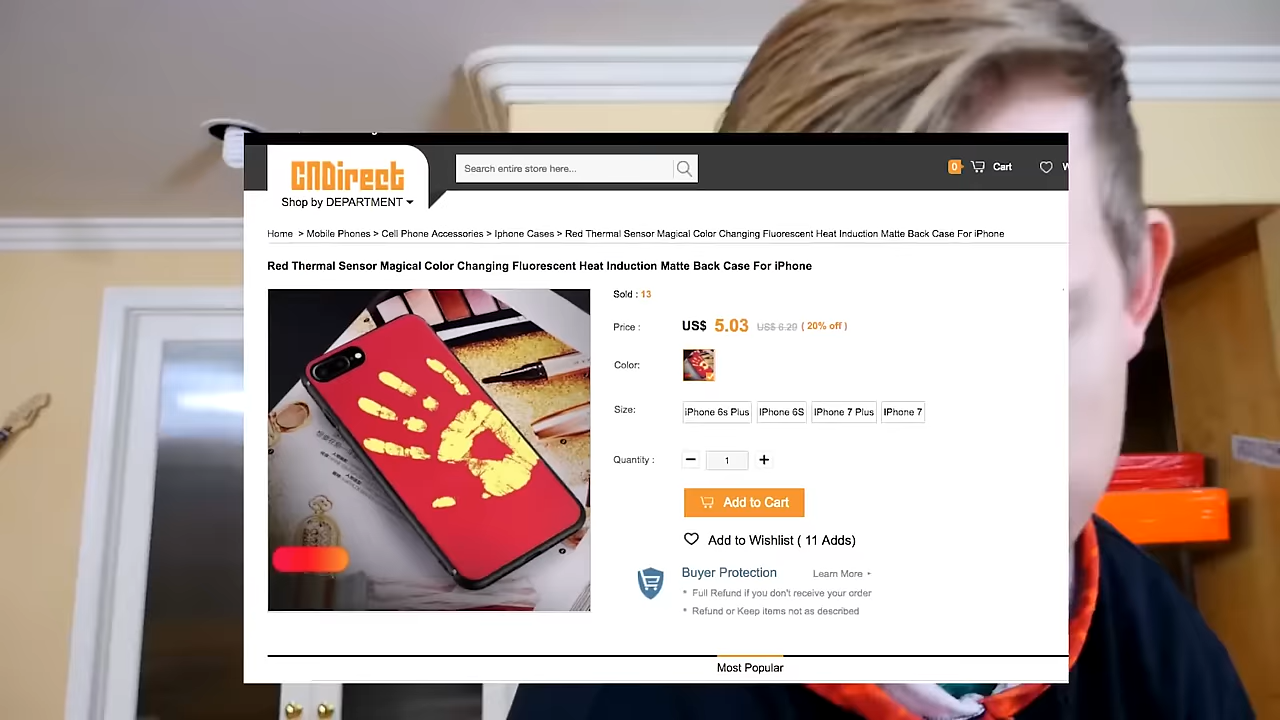 CNDirect
Search entire store here...
0
Cart
Shop by DEPARTMENT
Home > Mobile Phones > Cell Phone Accessories > Iphone Cases > Red Thermal Sensor Magical Color Changing Fluorescent Heat Induction Matte Back Case For iPhone
Red Thermal Sensor Magical Color Changing Fluorescent Heat Induction Matte Back Case For iPhone
Sold : 13
Price : US$ 5.03 US$ 6.29 ( 20% off )
Color:
Size: iPhone 6s Plus IPhone 6S IPhone 7 Plus IPhone 7
Quantity : − 1 +
Add to Cart
Add to Wishlist ( 11 Adds)
Buyer Protection Learn More
• Full Refund if you don't receive your order
• Refund or Keep items not as described
Most Popular